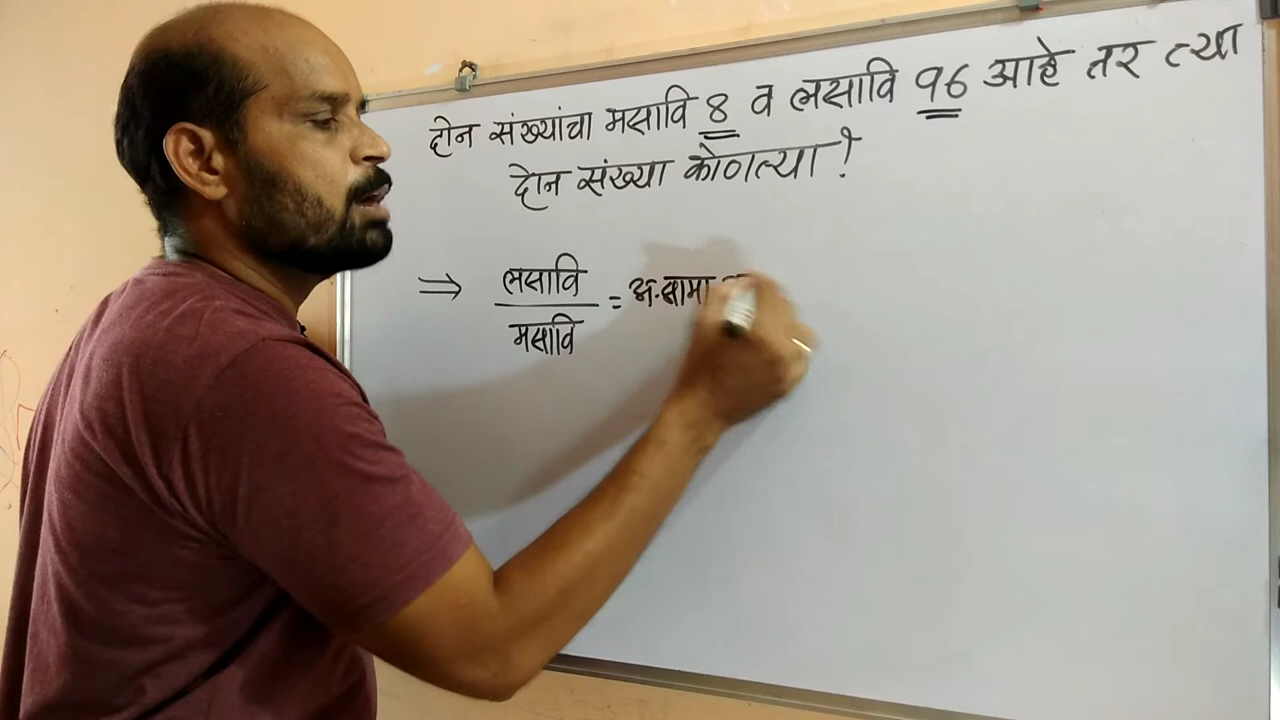 दोन संख्यांचा मसावि 8 व लसावि 96 आहे तर त्या
दोन संख्या कोणत्या ?
⇒ लसावि / मसावि = अ.सामा